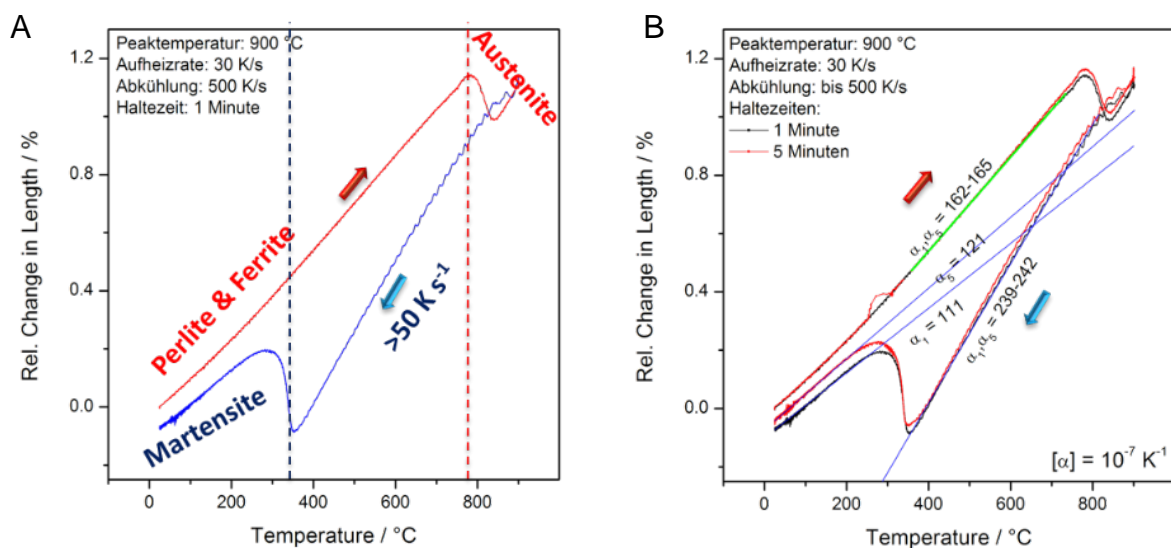 A
Peaktemperatur: 900 °C
Aufheizrate: 30 K/s
Abkühlung: 500 K/s
Haltezeit: 1 Minute
Austenite
Perlite & Ferrite
>50 K s⁻¹
Martensite
Rel. Change in Length / %
1.2
0.8
0.4
0.0
0
200
400
600
800
Temperature / °C
B
Peaktemperatur: 900 °C
Aufheizrate: 30 K/s
Abkühlung: bis 500 K/s
Haltezeiten:
1 Minute
5 Minuten
α₁,α₅ = 162-165
α₅ = 121
α₁ = 111
α₁,α₅ = 239-242
[α] = 10⁻⁷ K⁻¹
Rel. Change in Length / %
1.2
0.8
0.4
0.0
0
200
400
600
800
Temperature / °C